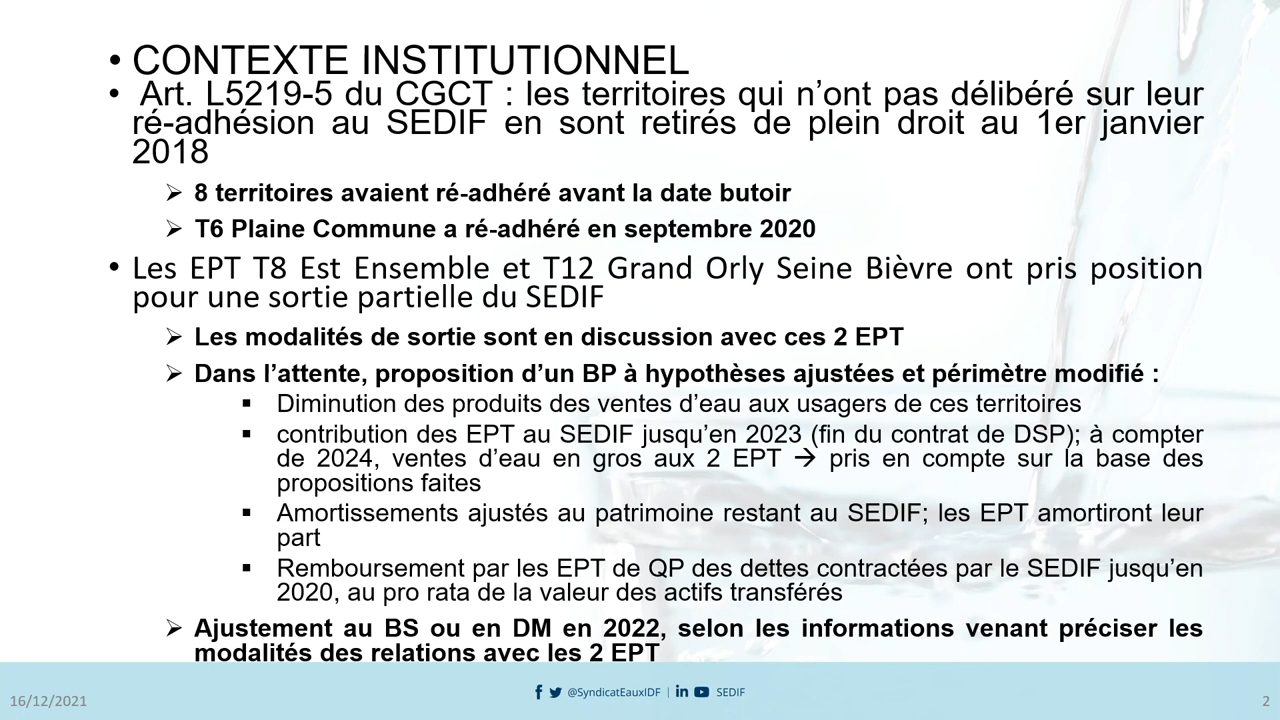 • CONTEXTE INSTITUTIONNEL
• Art. L5219-5 du CGCT : les territoires qui n’ont pas délibéré sur leur
ré-adhésion au SEDIF en sont retirés de plein droit au 1er janvier
2018
➢ 8 territoires avaient ré-adhéré avant la date butoir
➢ T6 Plaine Commune a ré-adhéré en septembre 2020
• Les EPT T8 Est Ensemble et T12 Grand Orly Seine Bièvre ont pris position
pour une sortie partielle du SEDIF
➢ Les modalités de sortie sont en discussion avec ces 2 EPT
➢ Dans l’attente, proposition d’un BP à hypothèses ajustées et périmètre modifié :
▪ Diminution des produits des ventes d’eau aux usagers de ces territoires
▪ contribution des EPT au SEDIF jusqu’en 2023 (fin du contrat de DSP); à compter
de 2024, ventes d’eau en gros aux 2 EPT → pris en compte sur la base des
propositions faites
▪ Amortissements ajustés au patrimoine restant au SEDIF; les EPT amortiront leur
part
▪ Remboursement par les EPT de QP des dettes contractées par le SEDIF jusqu’en
2020, au pro rata de la valeur des actifs transférés
➢ Ajustement au BS ou en DM en 2022, selon les informations venant préciser les
modalités des relations avec les 2 EPT
16/12/2021
@SyndicatEauxIDF | SEDIF
2